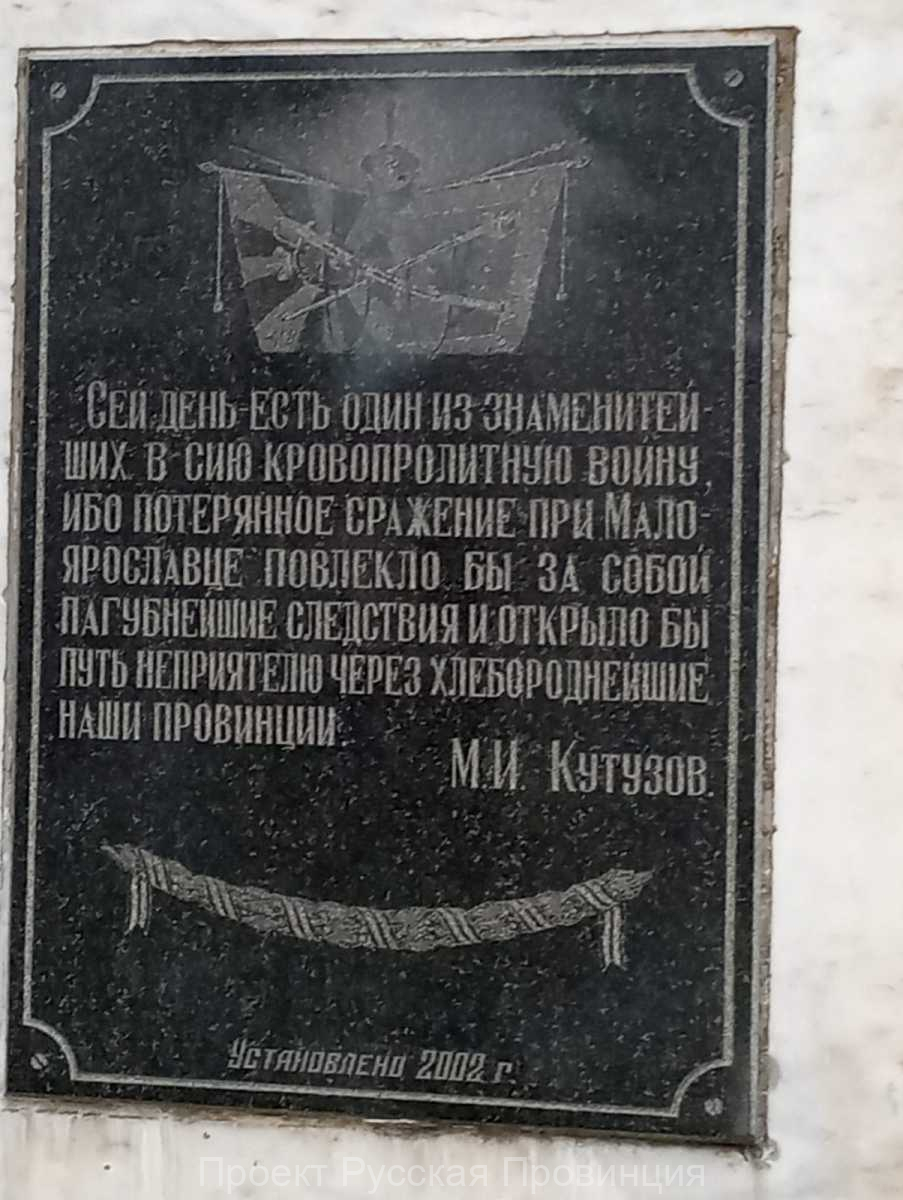 Сей день есть один из знаменитей-
ших в сию кровопролитную войну,
ибо потерянное сражение при Мало-
ярославце повлекло бы за собой
пагубнейшие следствия и открыло бы
путь неприятелю через хлебороднейшие
наши провинции.
М.И. Кутузов.
Установлено 2002 г.
Проект Русская Провинция